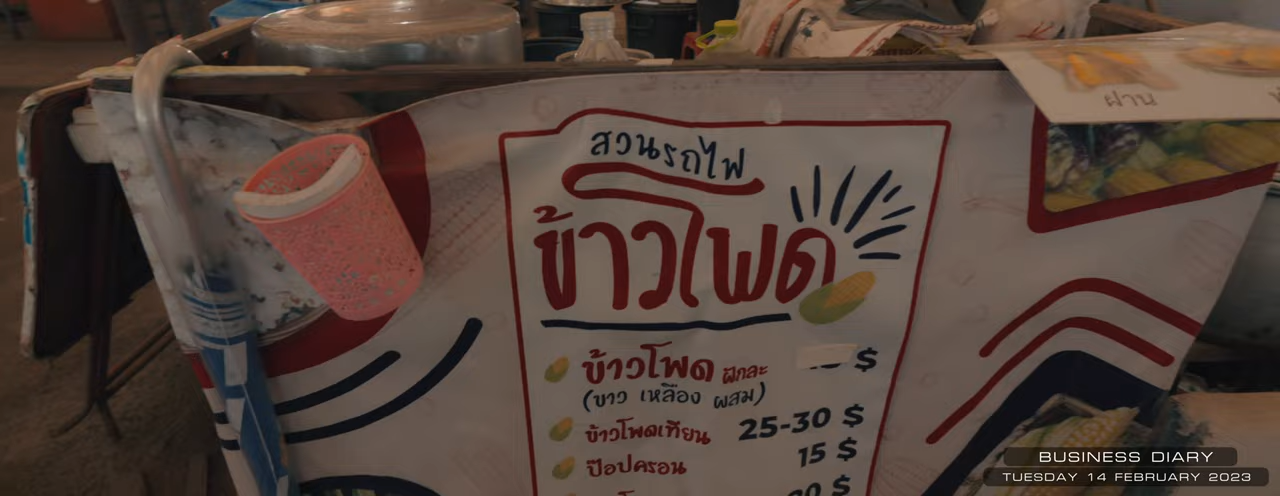 ฝาน
สวนรถไฟ
ข้าวโพด
ข้าวโพด ฝักละ $
(ขาว เหลือง ผสม)
ข้าวโพดเทียน 25-30 $
ป๊อปคอรน 15 $
BUSINESS DIARY
TUESDAY 14 FEBRUARY 2023